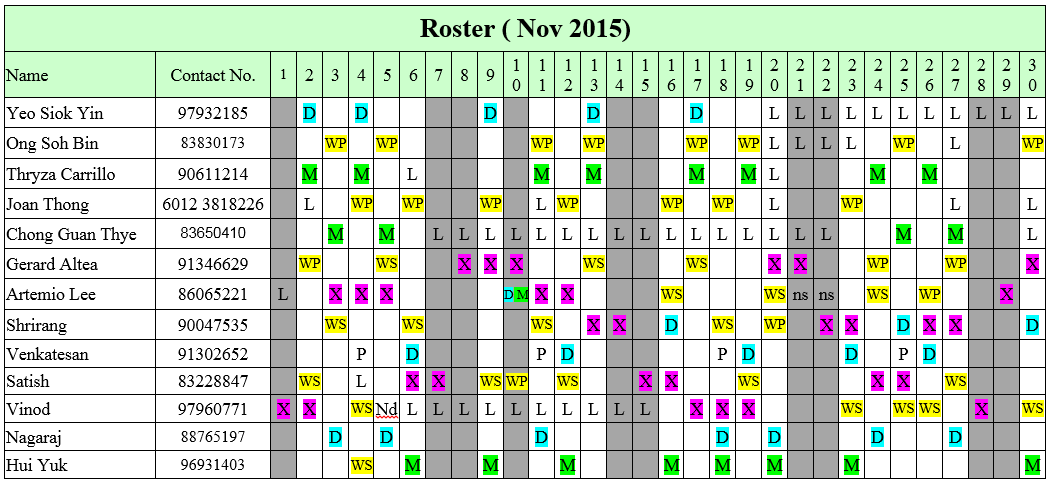 Roster ( Nov 2015)
Name Contact No. 1 2 3 4 5 6 7 8 9 10 11 12 13 14 15 16 17 18 19 20 21 22 23 24 25 26 27 28 29 30
Yeo Siok Yin 97932185 D D D D D L L L L L L L L L L L
Ong Soh Bin 83830173 WP WP WP WP WP WP L L L L WP L WP
Thryza Carrillo 90611214 M M L M M M M L M M
Joan Thong 6012 3818226 L WP WP WP L WP WP WP L WP L L
Chong Guan Thye 83650410 M M L L L L L L L L L L L L L L L L M M L
Gerard Altea 91346629 WP WS X X X WS WS X X WP WP X
Artemio Lee 86065221 L X X X DM X X WS WS ns ns WS WP X
Shrirang 90047535 WS WS WS X X D WS WP X X D X X D
Venkatesan 91302652 P D P D P D D P D
Satish 83228847 WS L X X WS WP WS X X WS X X WS
Vinod 97960771 X X WS Nd L L L L L L L L L L X X X WS WS WS X WS
Nagaraj 88765197 D D D D D D D
Hui Yuk 96931403 WS M M M M M M M M